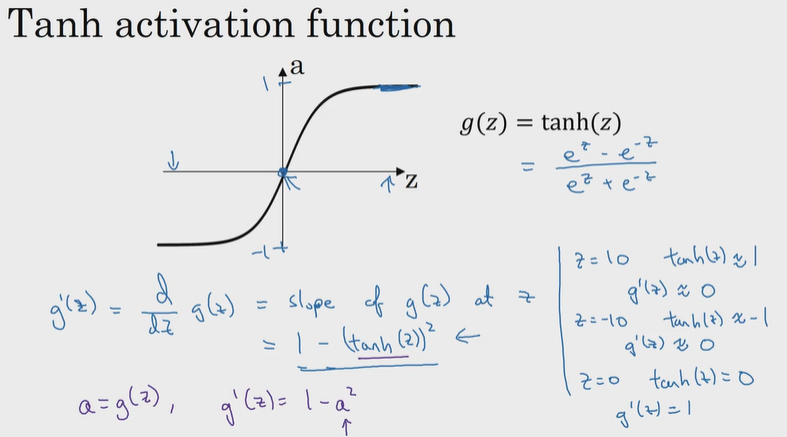 Tanh activation function
a
1
z
-1
g(z) = tanh(z)
= (e^z - e^-z) / (e^z + e^-z)
g'(z) = d/dz g(z) = slope of g(z) at z
= 1 - (tanh(z))² ←
a = g(z), g'(z) = 1 - a²
z = 10 tanh(z) ≈ 1
g'(z) ≈ 0
z = -10 tanh(z) ≈ -1
g'(z) ≈ 0
z = 0 tanh(z) = 0
g'(z) = 1